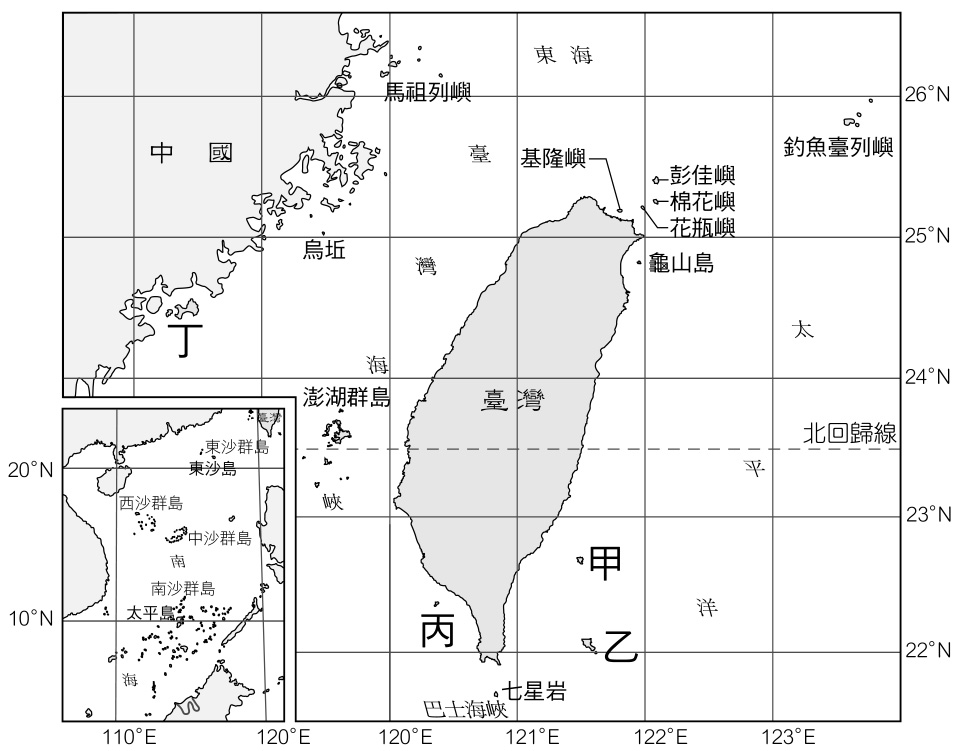 東 海
馬祖列嶼
26°N
釣魚臺列嶼
中 國
臺
基隆嶼
彭佳嶼
棉花嶼
花瓶嶼
25°N
烏坵
灣
龜山島
太
丁
海
24°N
澎湖群島
臺灣
北回歸線
平
峽
23°N
甲
洋
丙
乙
22°N
七星岩
巴士海峽
臺灣
東沙群島
東沙島
20°N
西沙群島
中沙群島
南
南沙群島
太平島
10°N
海
110°E
120°E
120°E
121°E
122°E
123°E